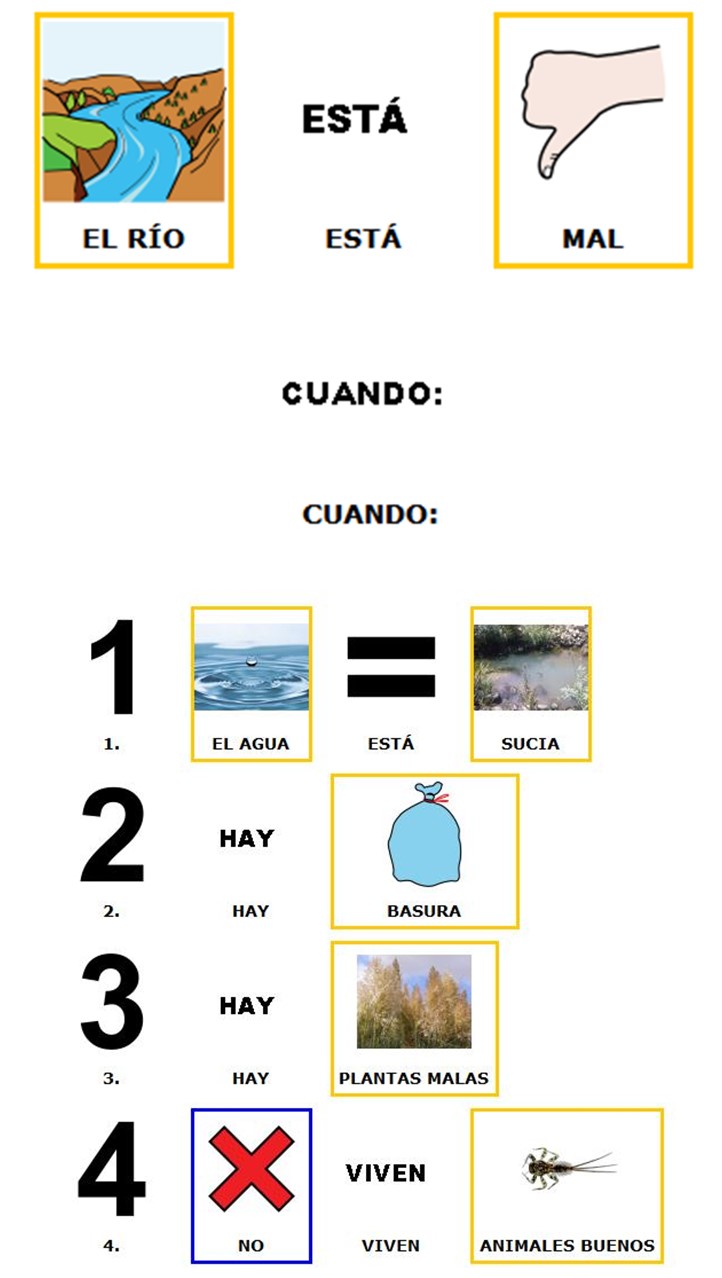 ESTÁ
EL RÍO ESTÁ MAL
CUANDO:
CUANDO:
1
1. EL AGUA ESTÁ SUCIA
2 HAY
2. HAY BASURA
3 HAY
3. HAY PLANTAS MALAS
4 VIVEN
4. NO VIVEN ANIMALES BUENOS